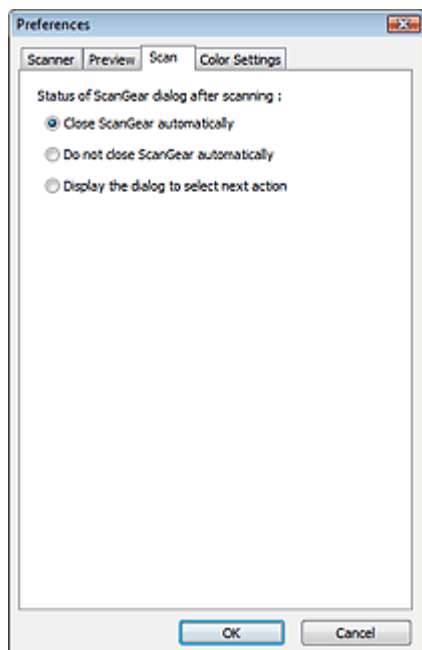 Preferences
Scanner Preview Scan Color Settings
Status of ScanGear dialog after scanning :
Close ScanGear automatically
Do not close ScanGear automatically
Display the dialog to select next action
OK Cancel